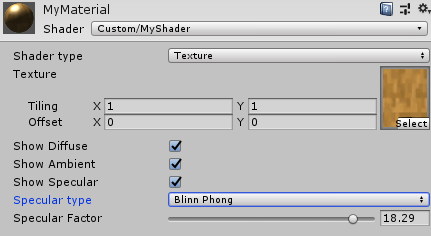 MyMaterial
Shader Custom/MyShader
Shader type Texture
Texture
Tiling X 1 Y 1
Offset X 0 Y 0
Select
Show Diffuse
Show Ambient
Show Specular
Specular type Blinn Phong
Specular Factor 18.29